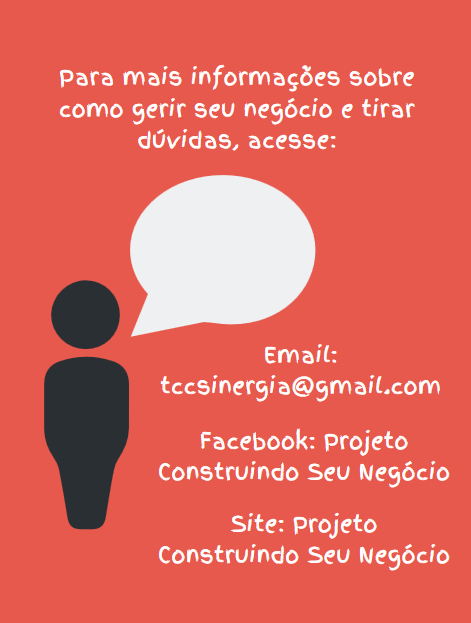 Para mais informações sobre
como gerir seu negócio e tirar
dúvidas, acesse:
Email:
tccsinergia@gmail.com
Facebook: Projeto
Construindo Seu Negócio
Site: Projeto
Construindo Seu Negócio